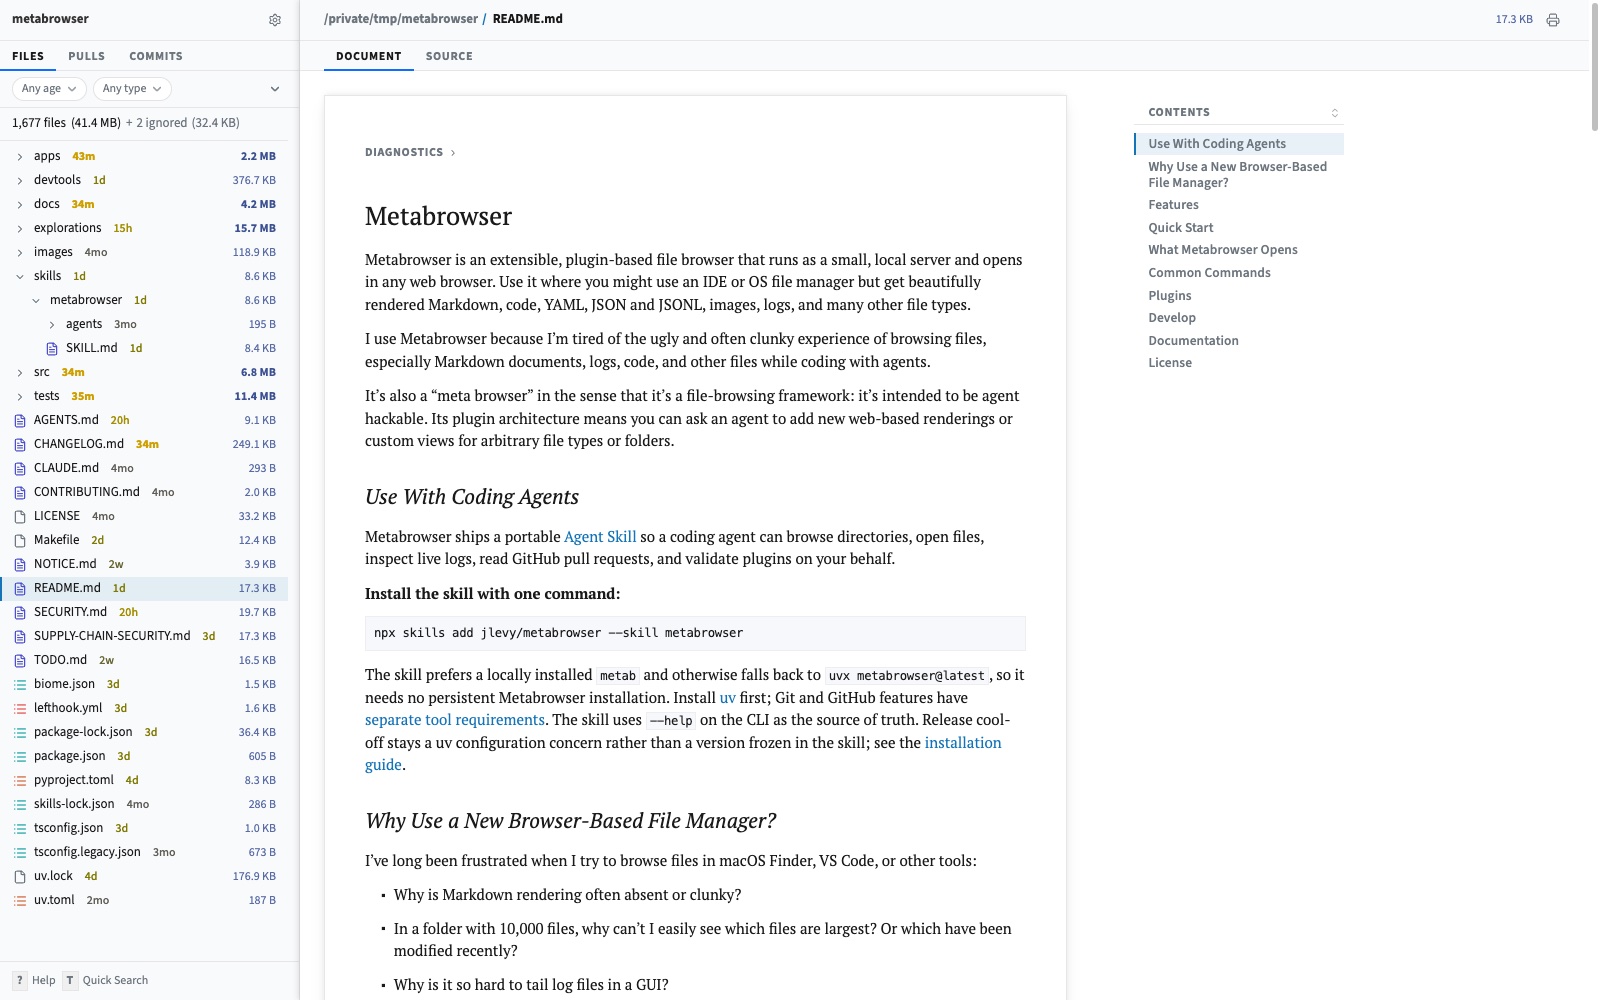 metabrowser
FILES PULLS COMMITS
Any age Any type
1,677 files (41.4 MB) + 2 ignored (32.4 KB)
apps 43m 2.2 MB
devtools 1d 376.7 KB
docs 34m 4.2 MB
explorations 15h 15.7 MB
images 4mo 118.9 KB
skills 1d 8.6 KB
metabrowser 1d 8.6 KB
agents 3mo 195 B
SKILL.md 1d 8.4 KB
src 34m 6.8 MB
tests 35m 11.4 MB
AGENTS.md 20h 9.1 KB
CHANGELOG.md 34m 249.1 KB
CLAUDE.md 4mo 293 B
CONTRIBUTING.md 4mo 2.0 KB
LICENSE 4mo 33.2 KB
Makefile 2d 12.4 KB
NOTICE.md 2w 3.9 KB
README.md 1d 17.3 KB
SECURITY.md 20h 19.7 KB
SUPPLY-CHAIN-SECURITY.md 3d 17.3 KB
TODO.md 2w 16.5 KB
biome.json 3d 1.5 KB
lefthook.yml 3d 1.6 KB
package-lock.json 3d 36.4 KB
package.json 3d 605 B
pyproject.toml 4d 8.3 KB
skills-lock.json 4mo 286 B
tsconfig.json 3d 1.0 KB
tsconfig.legacy.json 3mo 673 B
uv.lock 4d 176.9 KB
uv.toml 2mo 187 B
? Help T Quick Search
/private/tmp/metabrowser / README.md 17.3 KB
DOCUMENT SOURCE
DIAGNOSTICS ›
Metabrowser
Metabrowser is an extensible, plugin-based file browser that runs as a small, local server and opens
in any web browser. Use it where you might use an IDE or OS file manager but get beautifully
rendered Markdown, code, YAML, JSON and JSONL, images, logs, and many other file types.
I use Metabrowser because I’m tired of the ugly and often clunky experience of browsing files,
especially Markdown documents, logs, code, and other files while coding with agents.
It’s also a “meta browser” in the sense that it’s a file-browsing framework: it’s intended to be agent
hackable. Its plugin architecture means you can ask an agent to add new web-based renderings or
custom views for arbitrary file types or folders.
Use With Coding Agents
Metabrowser ships a portable Agent Skill so a coding agent can browse directories, open files,
inspect live logs, read GitHub pull requests, and validate plugins on your behalf.
Install the skill with one command:
npx skills add jlevy/metabrowser --skill metabrowser
The skill prefers a locally installed metab and otherwise falls back to uvx metabrowser@latest, so it
needs no persistent Metabrowser installation. Install uv first; Git and GitHub features have
separate tool requirements. The skill uses --help on the CLI as the source of truth. Release cool-
off stays a uv configuration concern rather than a version frozen in the skill; see the installation
guide.
Why Use a New Browser-Based File Manager?
I’ve long been frustrated when I try to browse files in macOS Finder, VS Code, or other tools:
▪ Why is Markdown rendering often absent or clunky?
▪ In a folder with 10,000 files, why can’t I easily see which files are largest? Or which have been
modified recently?
▪ Why is it so hard to tail log files in a GUI?
CONTENTS
Use With Coding Agents
Why Use a New Browser-Based
File Manager?
Features
Quick Start
What Metabrowser Opens
Common Commands
Plugins
Develop
Documentation
License